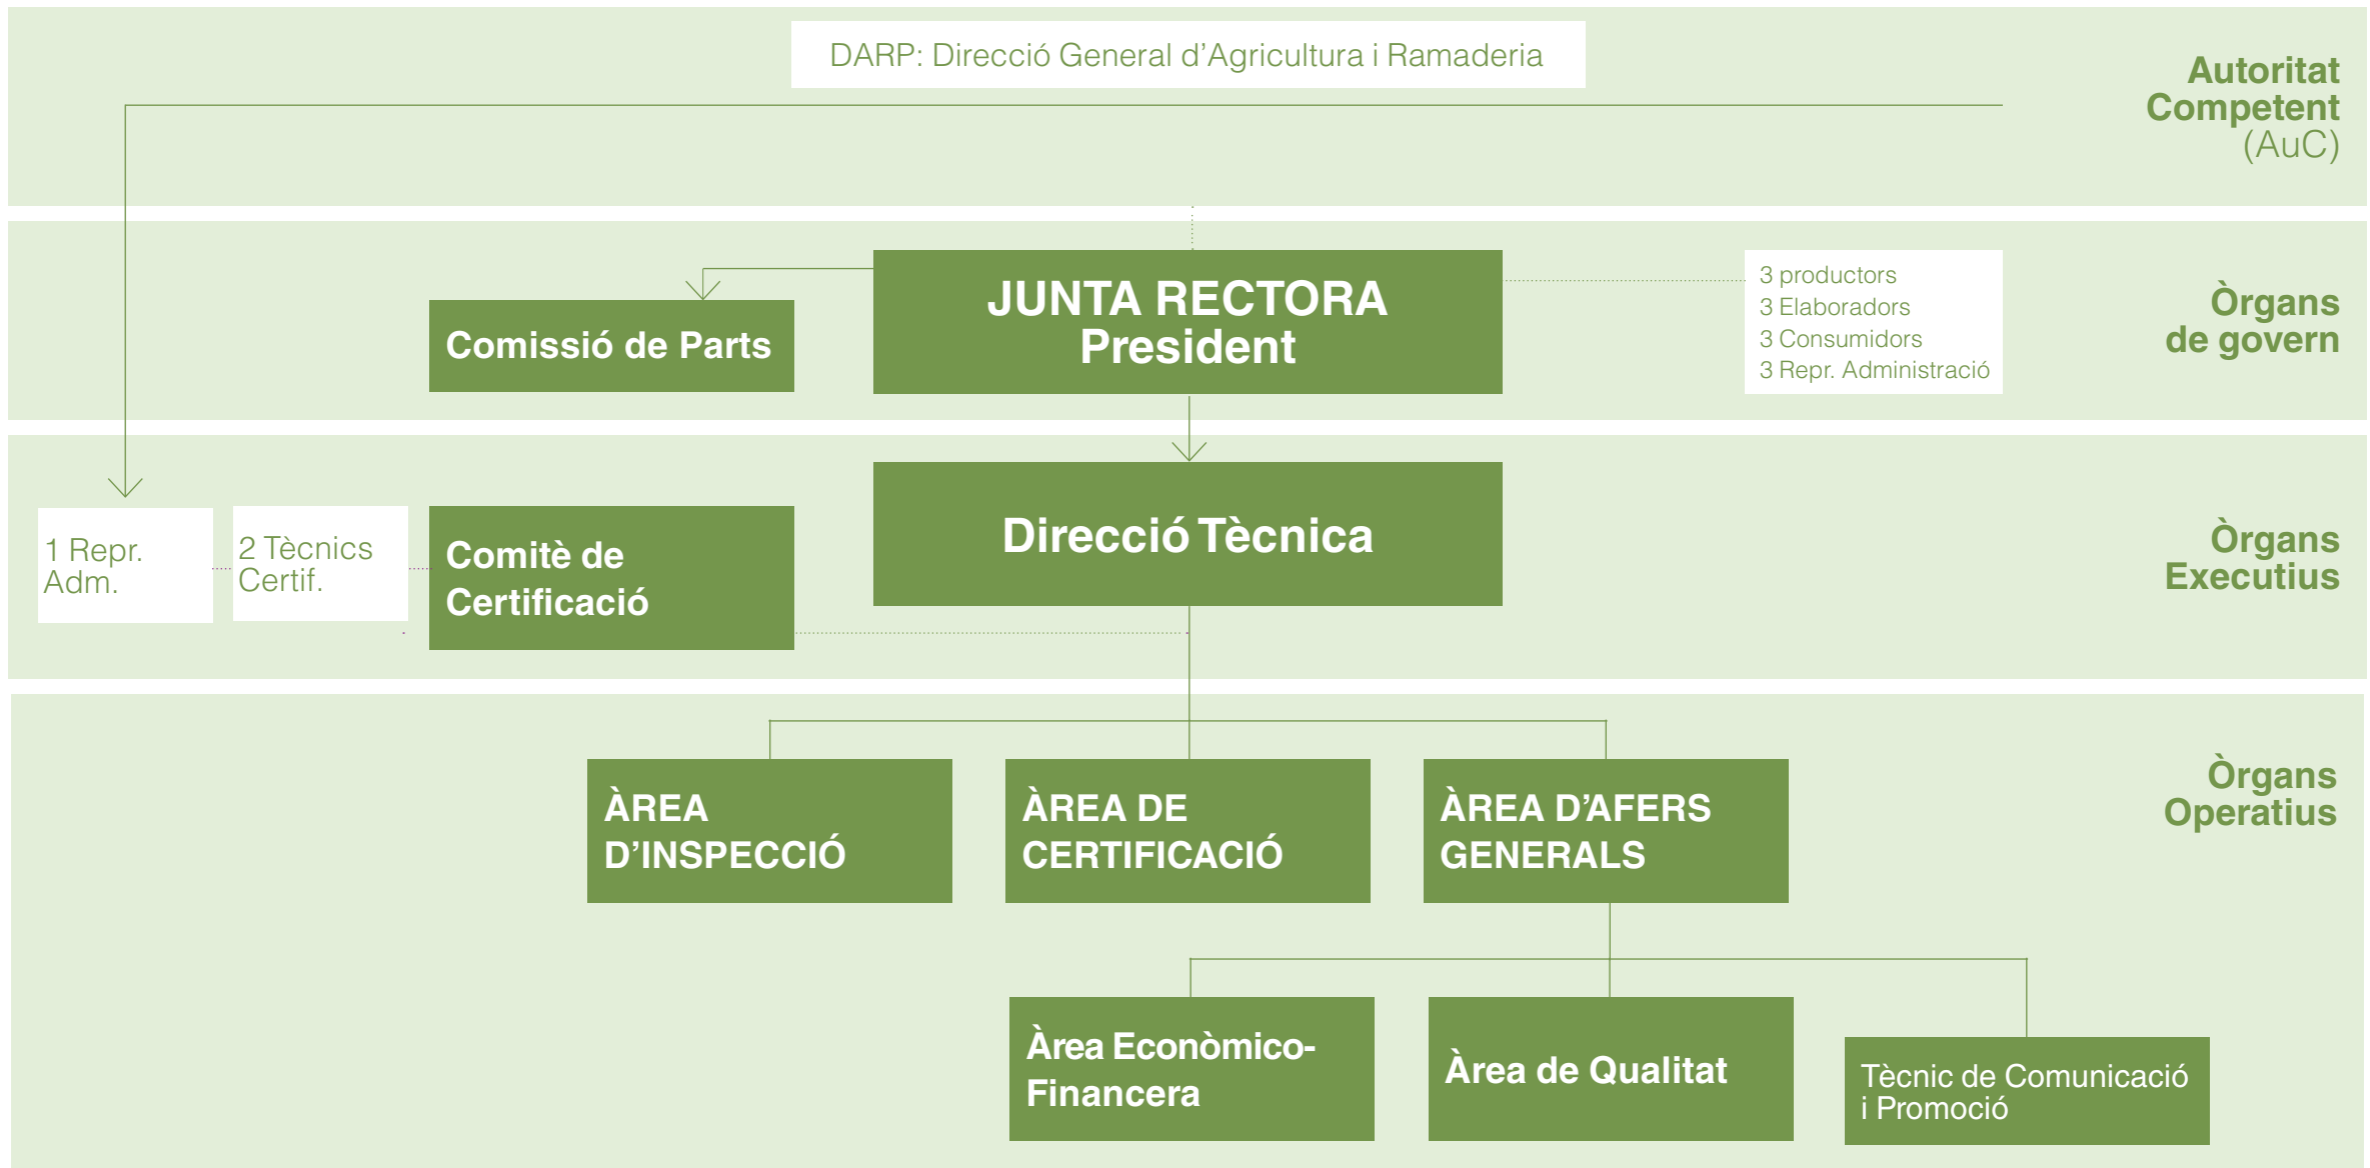 DARP: Direcció General d'Agricultura i Ramaderia
Autoritat
Competent
(AuC)
Comissió de Parts
JUNTA RECTORA
President
3 productors
3 Elaboradors
3 Consumidors
3 Repr. Administració
Òrgans
de govern
1 Repr.
Adm.
2 Tècnics
Certif.
Comitè de
Certificació
Direcció Tècnica
Òrgans
Executius
ÀREA
D'INSPECCIÓ
ÀREA DE
CERTIFICACIÓ
ÀREA D'AFERS
GENERALS
Òrgans
Operatius
Àrea Econòmico-
Financera
Àrea de Qualitat
Tècnic de Comunicació
i Promoció